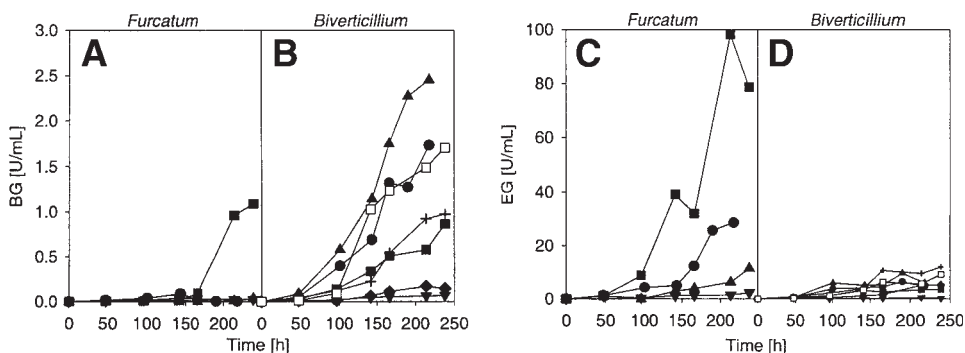 Furcatum Biverticillium
A B
BG [U/mL]
3.0
2.5
2.0
1.5
1.0
0.5
0.0
0 50 100 150 200 0 50 100 150 200 250
Time [h]
Furcatum Biverticillium
C D
EG [U/mL]
100
80
60
40
20
0
0 50 100 150 200 0 50 100 150 200 250
Time [h]